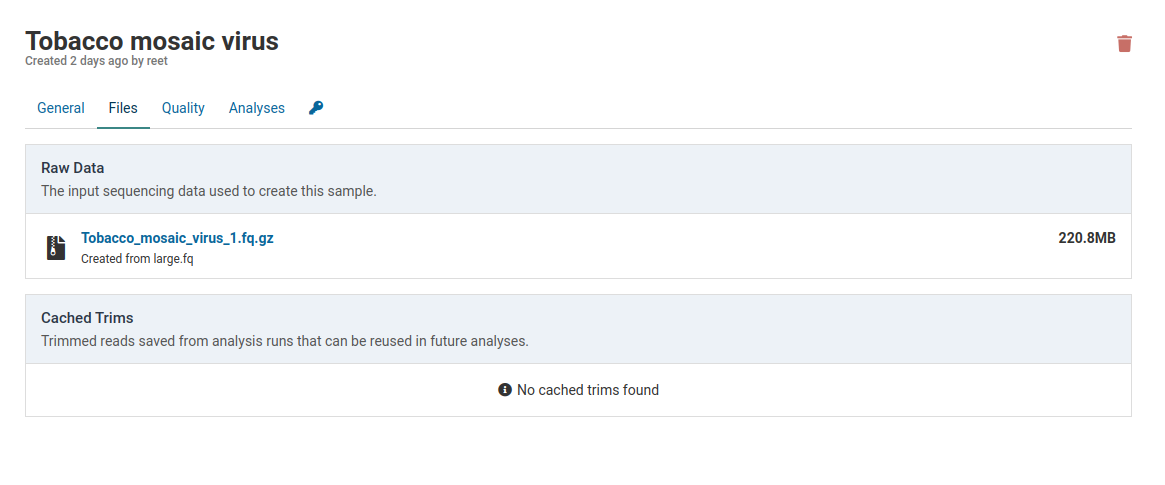 Tobacco mosaic virus
Created 2 days ago by reet
General Files Quality Analyses
Raw Data
The input sequencing data used to create this sample.
Tobacco_mosaic_virus_1.fq.gz 220.8MB
Created from large.fq
Cached Trims
Trimmed reads saved from analysis runs that can be reused in future analyses.
No cached trims found